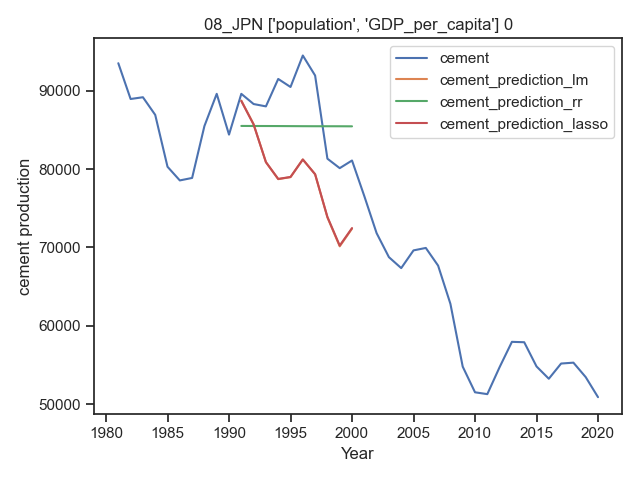 08_JPN ['population', 'GDP_per_capita'] 0
cement
cement_prediction_lm
cement_prediction_rr
cement_prediction_lasso
90000
80000
70000
60000
50000
cement production
1980 1985 1990 1995 2000 2005 2010 2015 2020
Year